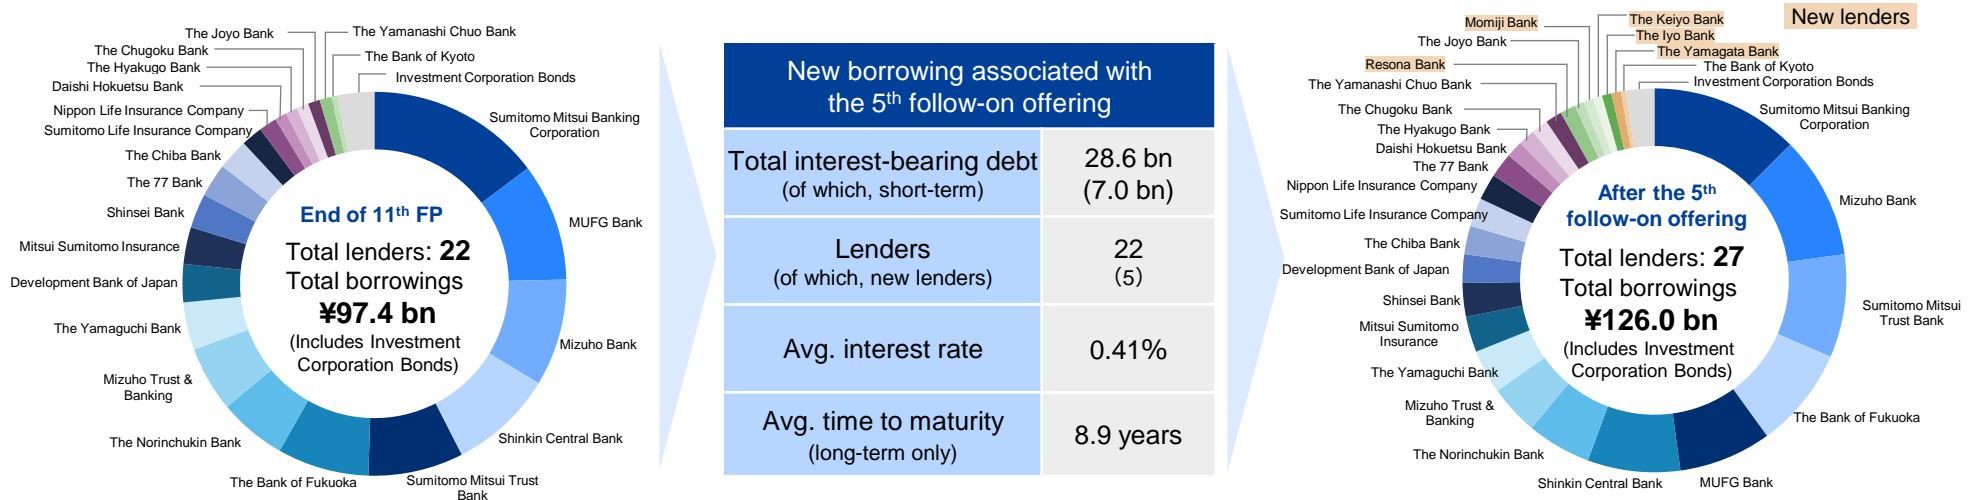 The Joyo Bank
The Yamanashi Chuo Bank
The Chugoku Bank
The Bank of Kyoto
The Hyakugo Bank
Investment Corporation Bonds
Daishi Hokuetsu Bank
Nippon Life Insurance Company
Sumitomo Life Insurance Company
The Chiba Bank
The 77 Bank
Shinsei Bank
Mitsui Sumitomo Insurance
Development Bank of Japan
The Yamaguchi Bank
Mizuho Trust &
Banking
The Norinchukin Bank
The Bank of Fukuoka
Sumitomo Mitsui Trust
Bank
Shinkin Central Bank
Mizuho Bank
MUFG Bank
Sumitomo Mitsui Banking
Corporation
End of 11th FP
Total lenders: 22
Total borrowings
¥97.4 bn
(Includes Investment
Corporation Bonds)
New borrowing associated with
the 5th follow-on offering
Total interest-bearing debt
(of which, short-term)
28.6 bn
(7.0 bn)
Lenders
(of which, new lenders)
22
(5)
Avg. interest rate
0.41%
Avg. time to maturity
(long-term only)
8.9 years
New lenders
Momiji Bank
The Keiyo Bank
The Joyo Bank
The Iyo Bank
Resona Bank
The Yamagata Bank
The Yamanashi Chuo Bank
The Bank of Kyoto
Investment Corporation Bonds
The Chugoku Bank
The Hyakugo Bank
Daishi Hokuetsu Bank
The 77 Bank
Nippon Life Insurance Company
Sumitomo Life Insurance Company
The Chiba Bank
Development Bank of Japan
Shinsei Bank
Mitsui Sumitomo
Insurance
The Yamaguchi Bank
Mizuho Trust &
Banking
The Norinchukin Bank
Shinkin Central Bank
MUFG Bank
The Bank of Fukuoka
Sumitomo Mitsui
Trust Bank
Mizuho Bank
Sumitomo Mitsui Banking
Corporation
After the 5th
follow-on offering
Total lenders: 27
Total borrowings
¥126.0 bn
(Includes Investment
Corporation Bonds)